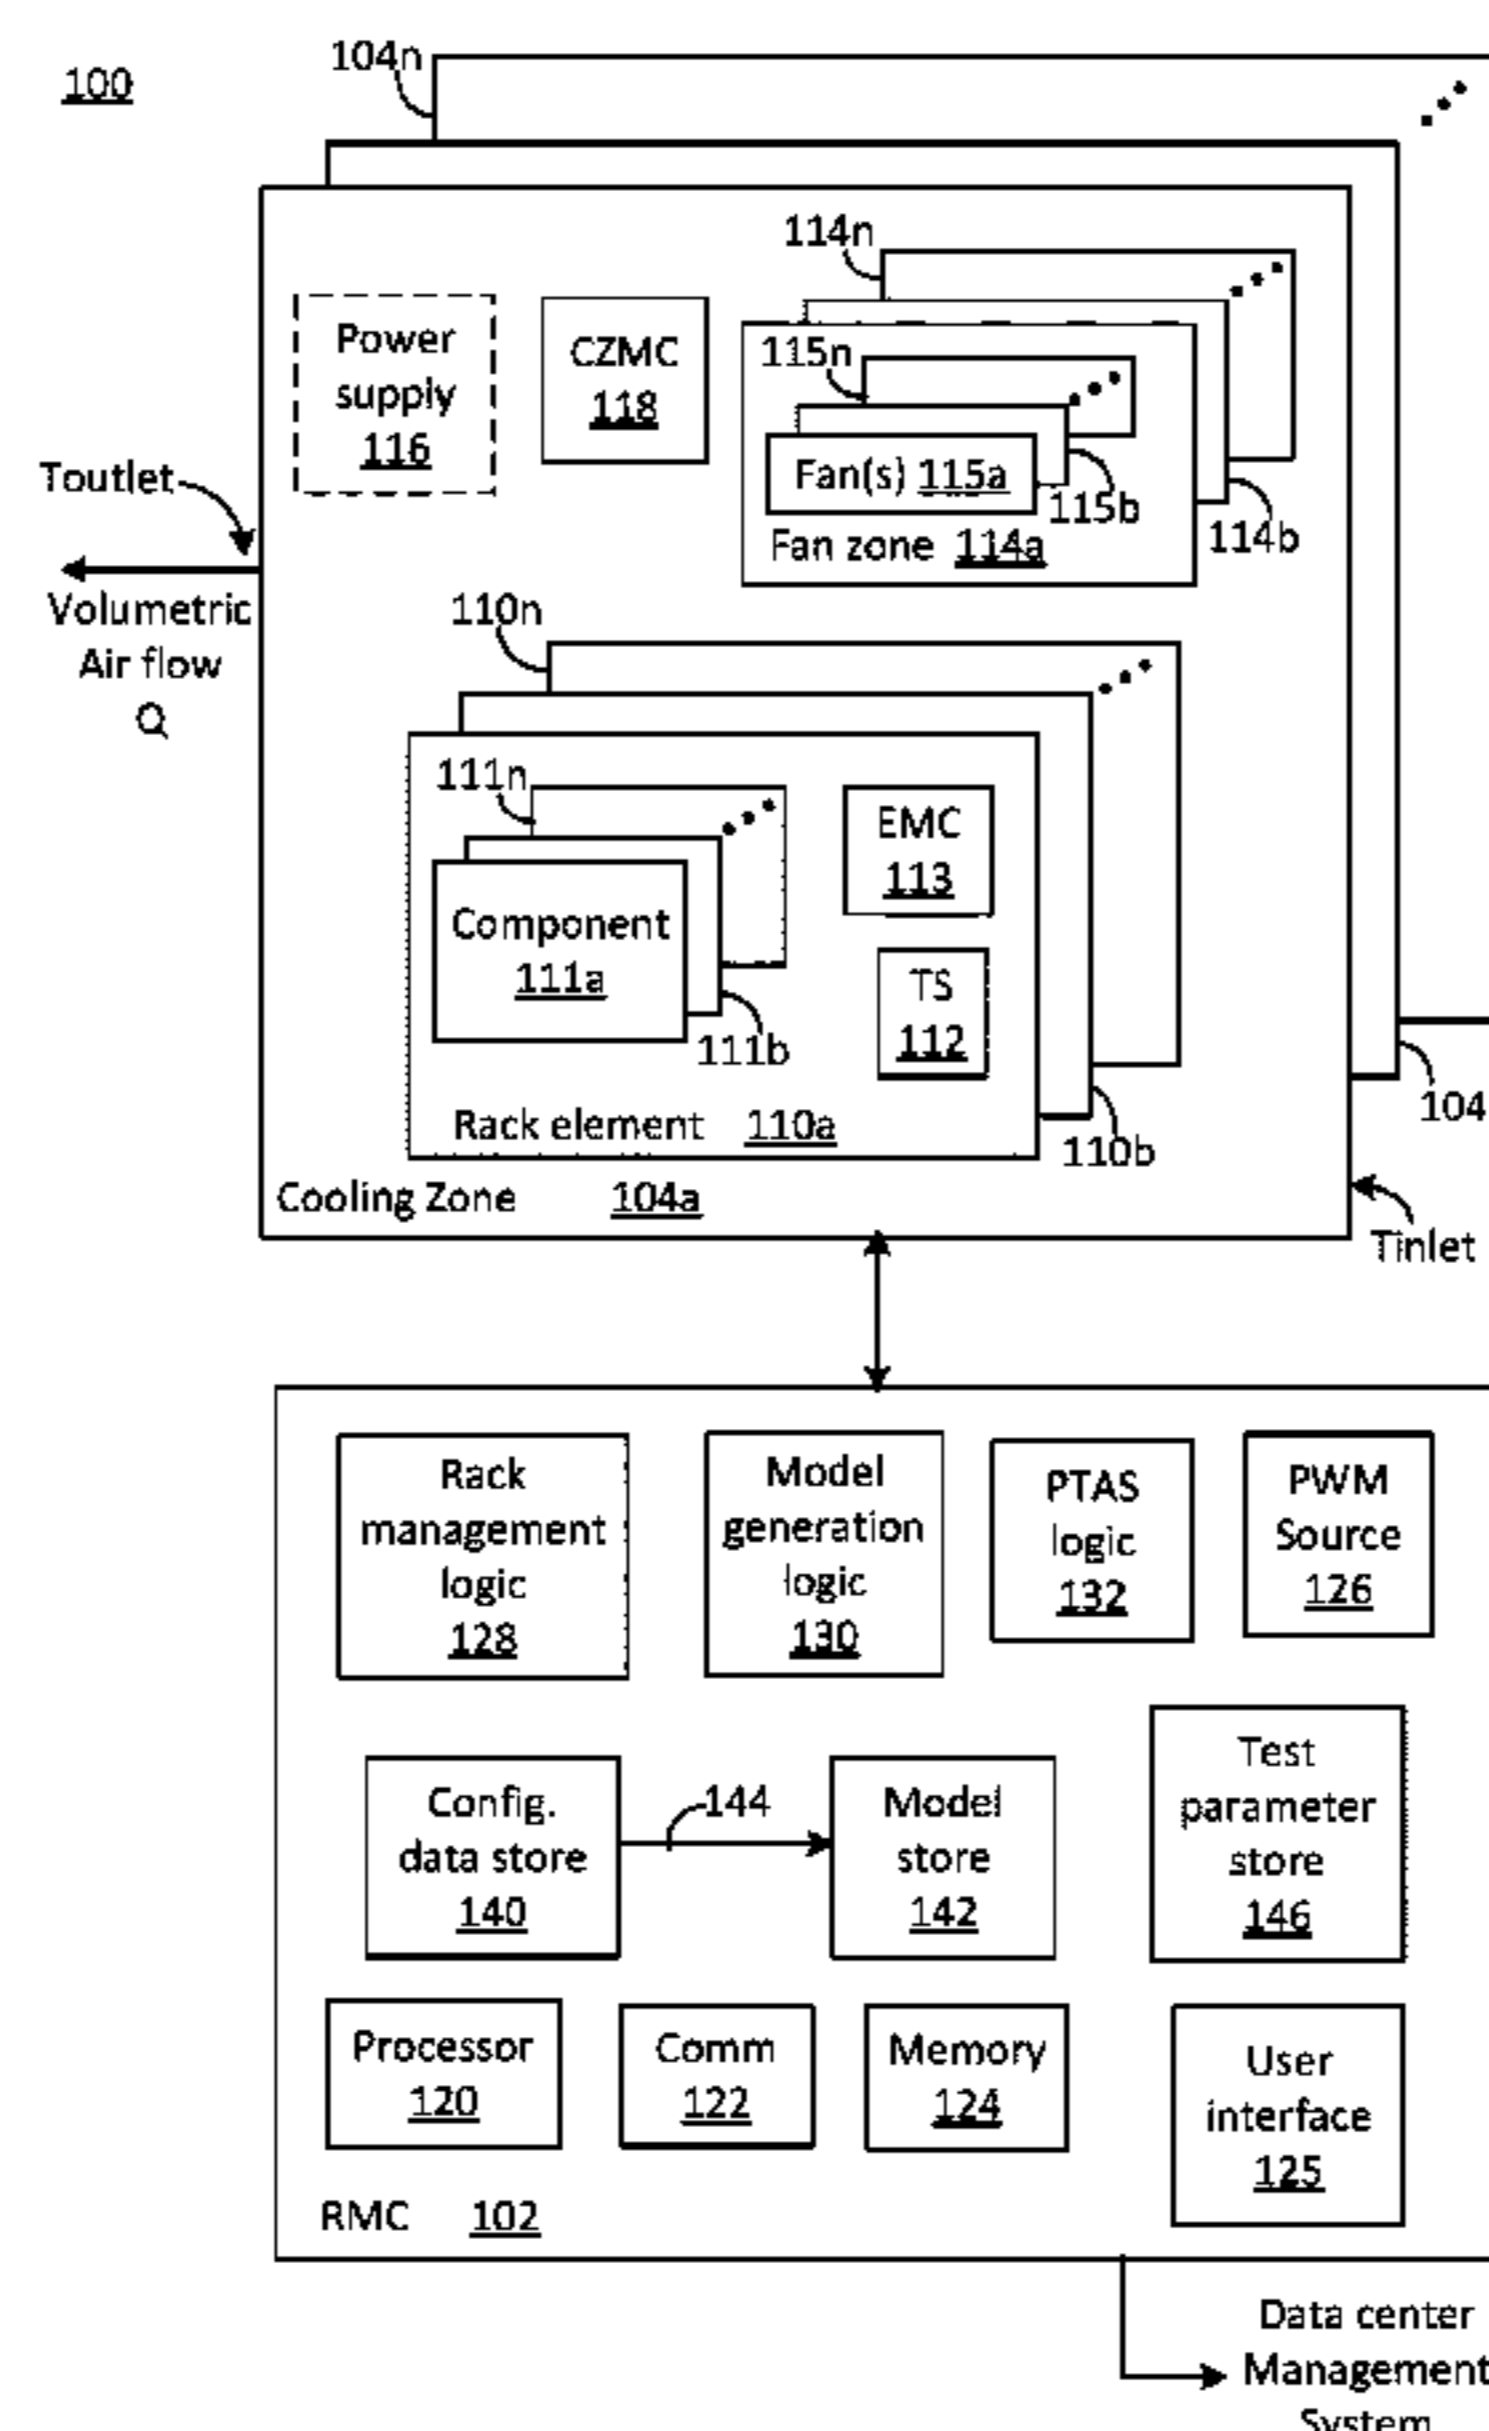 100
104n
114n
Power
supply
116
CZMC
118
115n
Fan(s) 115a
115b
Fan zone 114a
114b
Toutlet
Volumetric
Air flow
Q
110n
111n
EMC
113
Component
111a
TS
112
111b
Rack element 110a
110b
104
Cooling Zone 104a
Tinlet
Rack
management
logic
128
Model
generation
logic
130
PTAS
logic
132
PWM
Source
126
Config.
data store
140
144
Model
store
142
Test
parameter
store
146
Processor
120
Comm
122
Memory
124
User
interface
125
RMC 102
Data center
Management
System